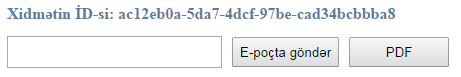 Xidmətin İD-si: ac12eb0a-5da7-4dcf-97be-cad34bcbbba8
E-poçta göndər PDF